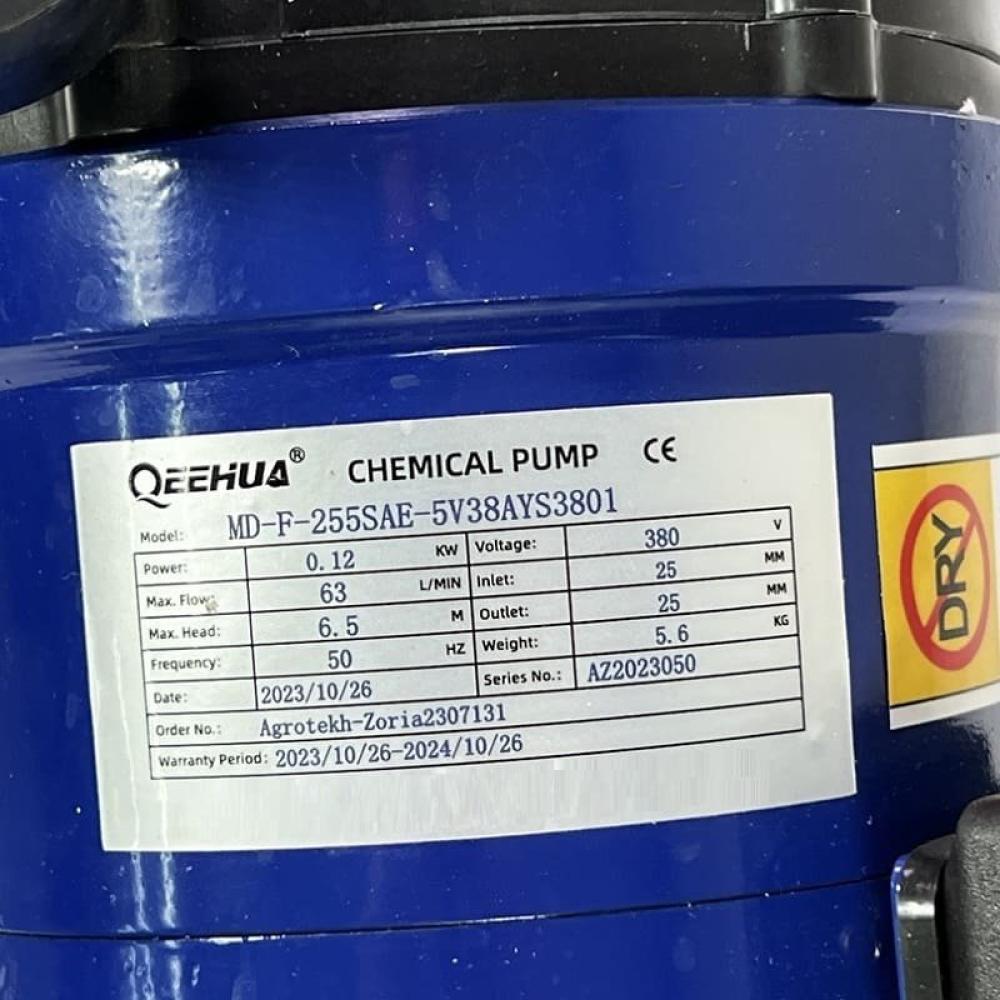 QEEHUA® CHEMICAL PUMP CE
Model: MD-F-255SAE-5V38AYS3801
Power: 0.12 KW Voltage: 380 V
Max. Flow: 63 L/MIN Inlet: 25 MM
Max. Head: 6.5 M Outlet: 25 MM
Frequency: 50 HZ Weight: 5.6 KG
Date: 2023/10/26 Series No.: AZ2023050
Order No.: Agrotekh-Zoria2307131
Warranty Period: 2023/10/26-2024/10/26
DRY